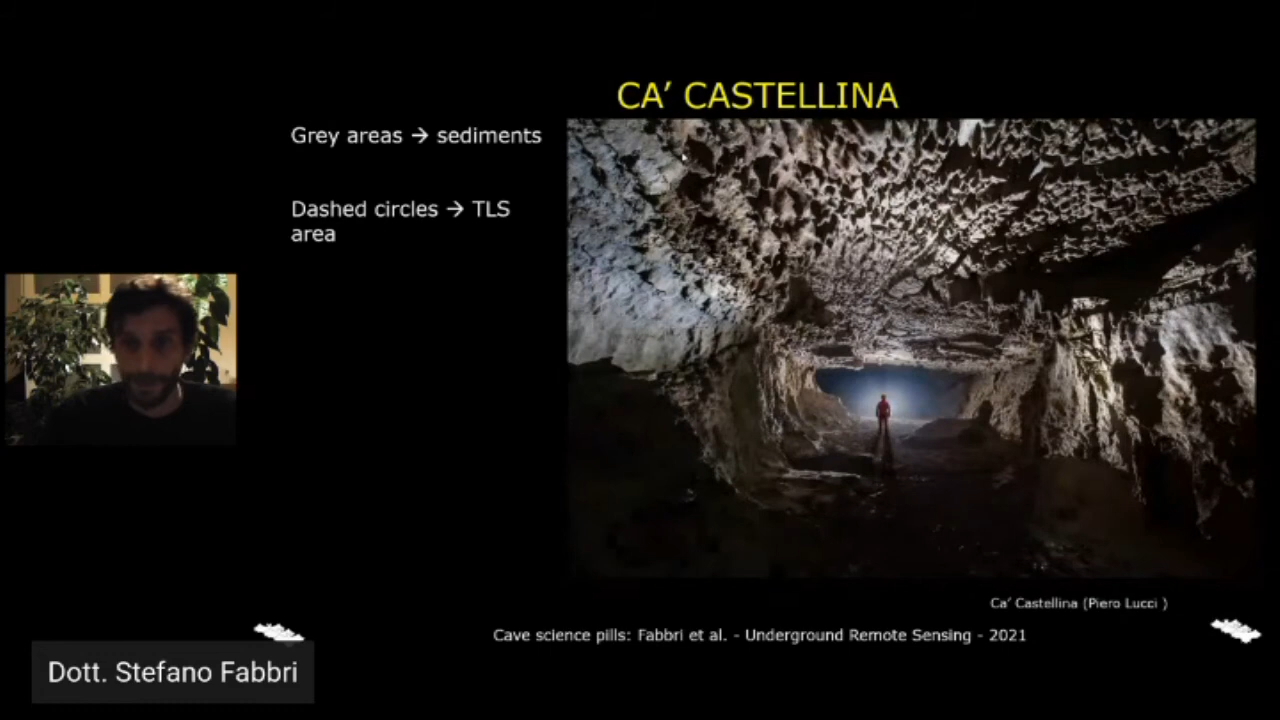 CA’ CASTELLINA
Grey areas → sediments
Dashed circles → TLS
area
Ca’ Castellina (Piero Lucci )
Cave science pills: Fabbri et al. - Underground Remote Sensing - 2021
Dott. Stefano Fabbri